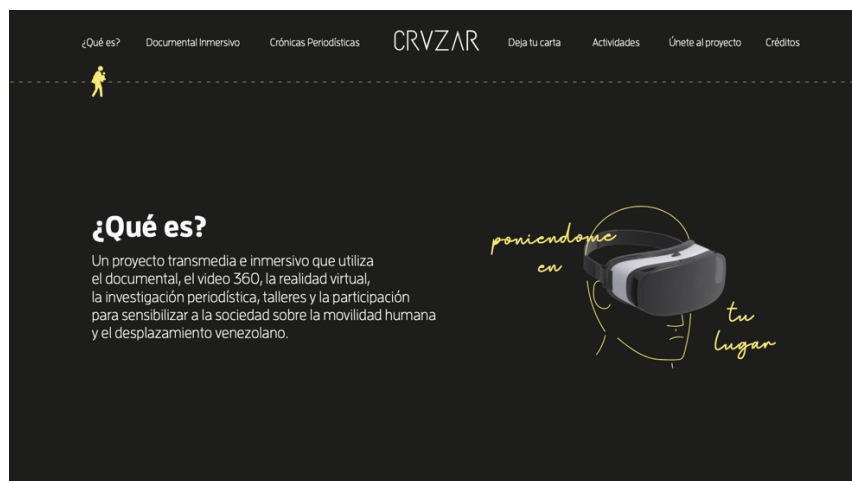 ¿Qué es? Documental Inmersivo Crónicas Periodísticas CRVZAR Deja tu carta Actividades Únete al proyecto Créditos
¿Qué es?
Un proyecto transmedia e inmersivo que utiliza
el documental, el video 360, la realidad virtual,
la investigación periodística, talleres y la participación
para sensibilizar a la sociedad sobre la movilidad humana
y el desplazamiento venezolano.
poniendome
en
tu
lugar